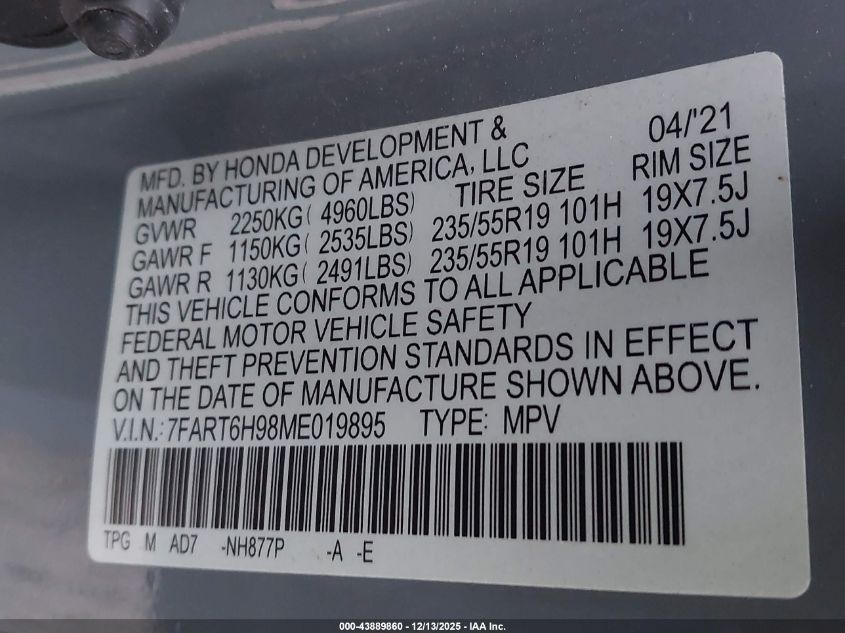 MFD. BY HONDA DEVELOPMENT & 04/'21
MANUFACTURING OF AMERICA, LLC RIM SIZE
GVWR 2250KG( 4960LBS) TIRE SIZE
GAWR F 1150KG( 2535LBS) 235/55R19 101H 19X7.5J
GAWR R 1130KG( 2491LBS) 235/55R19 101H 19X7.5J
THIS VEHICLE CONFORMS TO ALL APPLICABLE
FEDERAL MOTOR VEHICLE SAFETY
AND THEFT PREVENTION STANDARDS IN EFFECT
ON THE DATE OF MANUFACTURE SHOWN ABOVE.
V.I.N.: 7FART6H98ME019895 TYPE: MPV
TPG M AD7 -NH877P -A -E
000-43889860 - 12/13/2025 - IAA Inc.